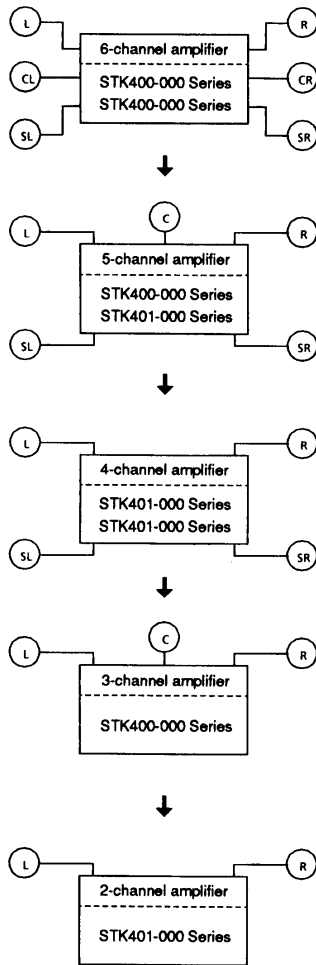 L
R
6-channel amplifier
CL
CR
STK400-000 Series
STK400-000 Series
SL
SR
C
L
R
5-channel amplifier
STK400-000 Series
STK401-000 Series
SL
SR
L
R
4-channel amplifier
STK401-000 Series
STK401-000 Series
SL
SR
C
L
R
3-channel amplifier
STK400-000 Series
L
R
2-channel amplifier
STK401-000 Series